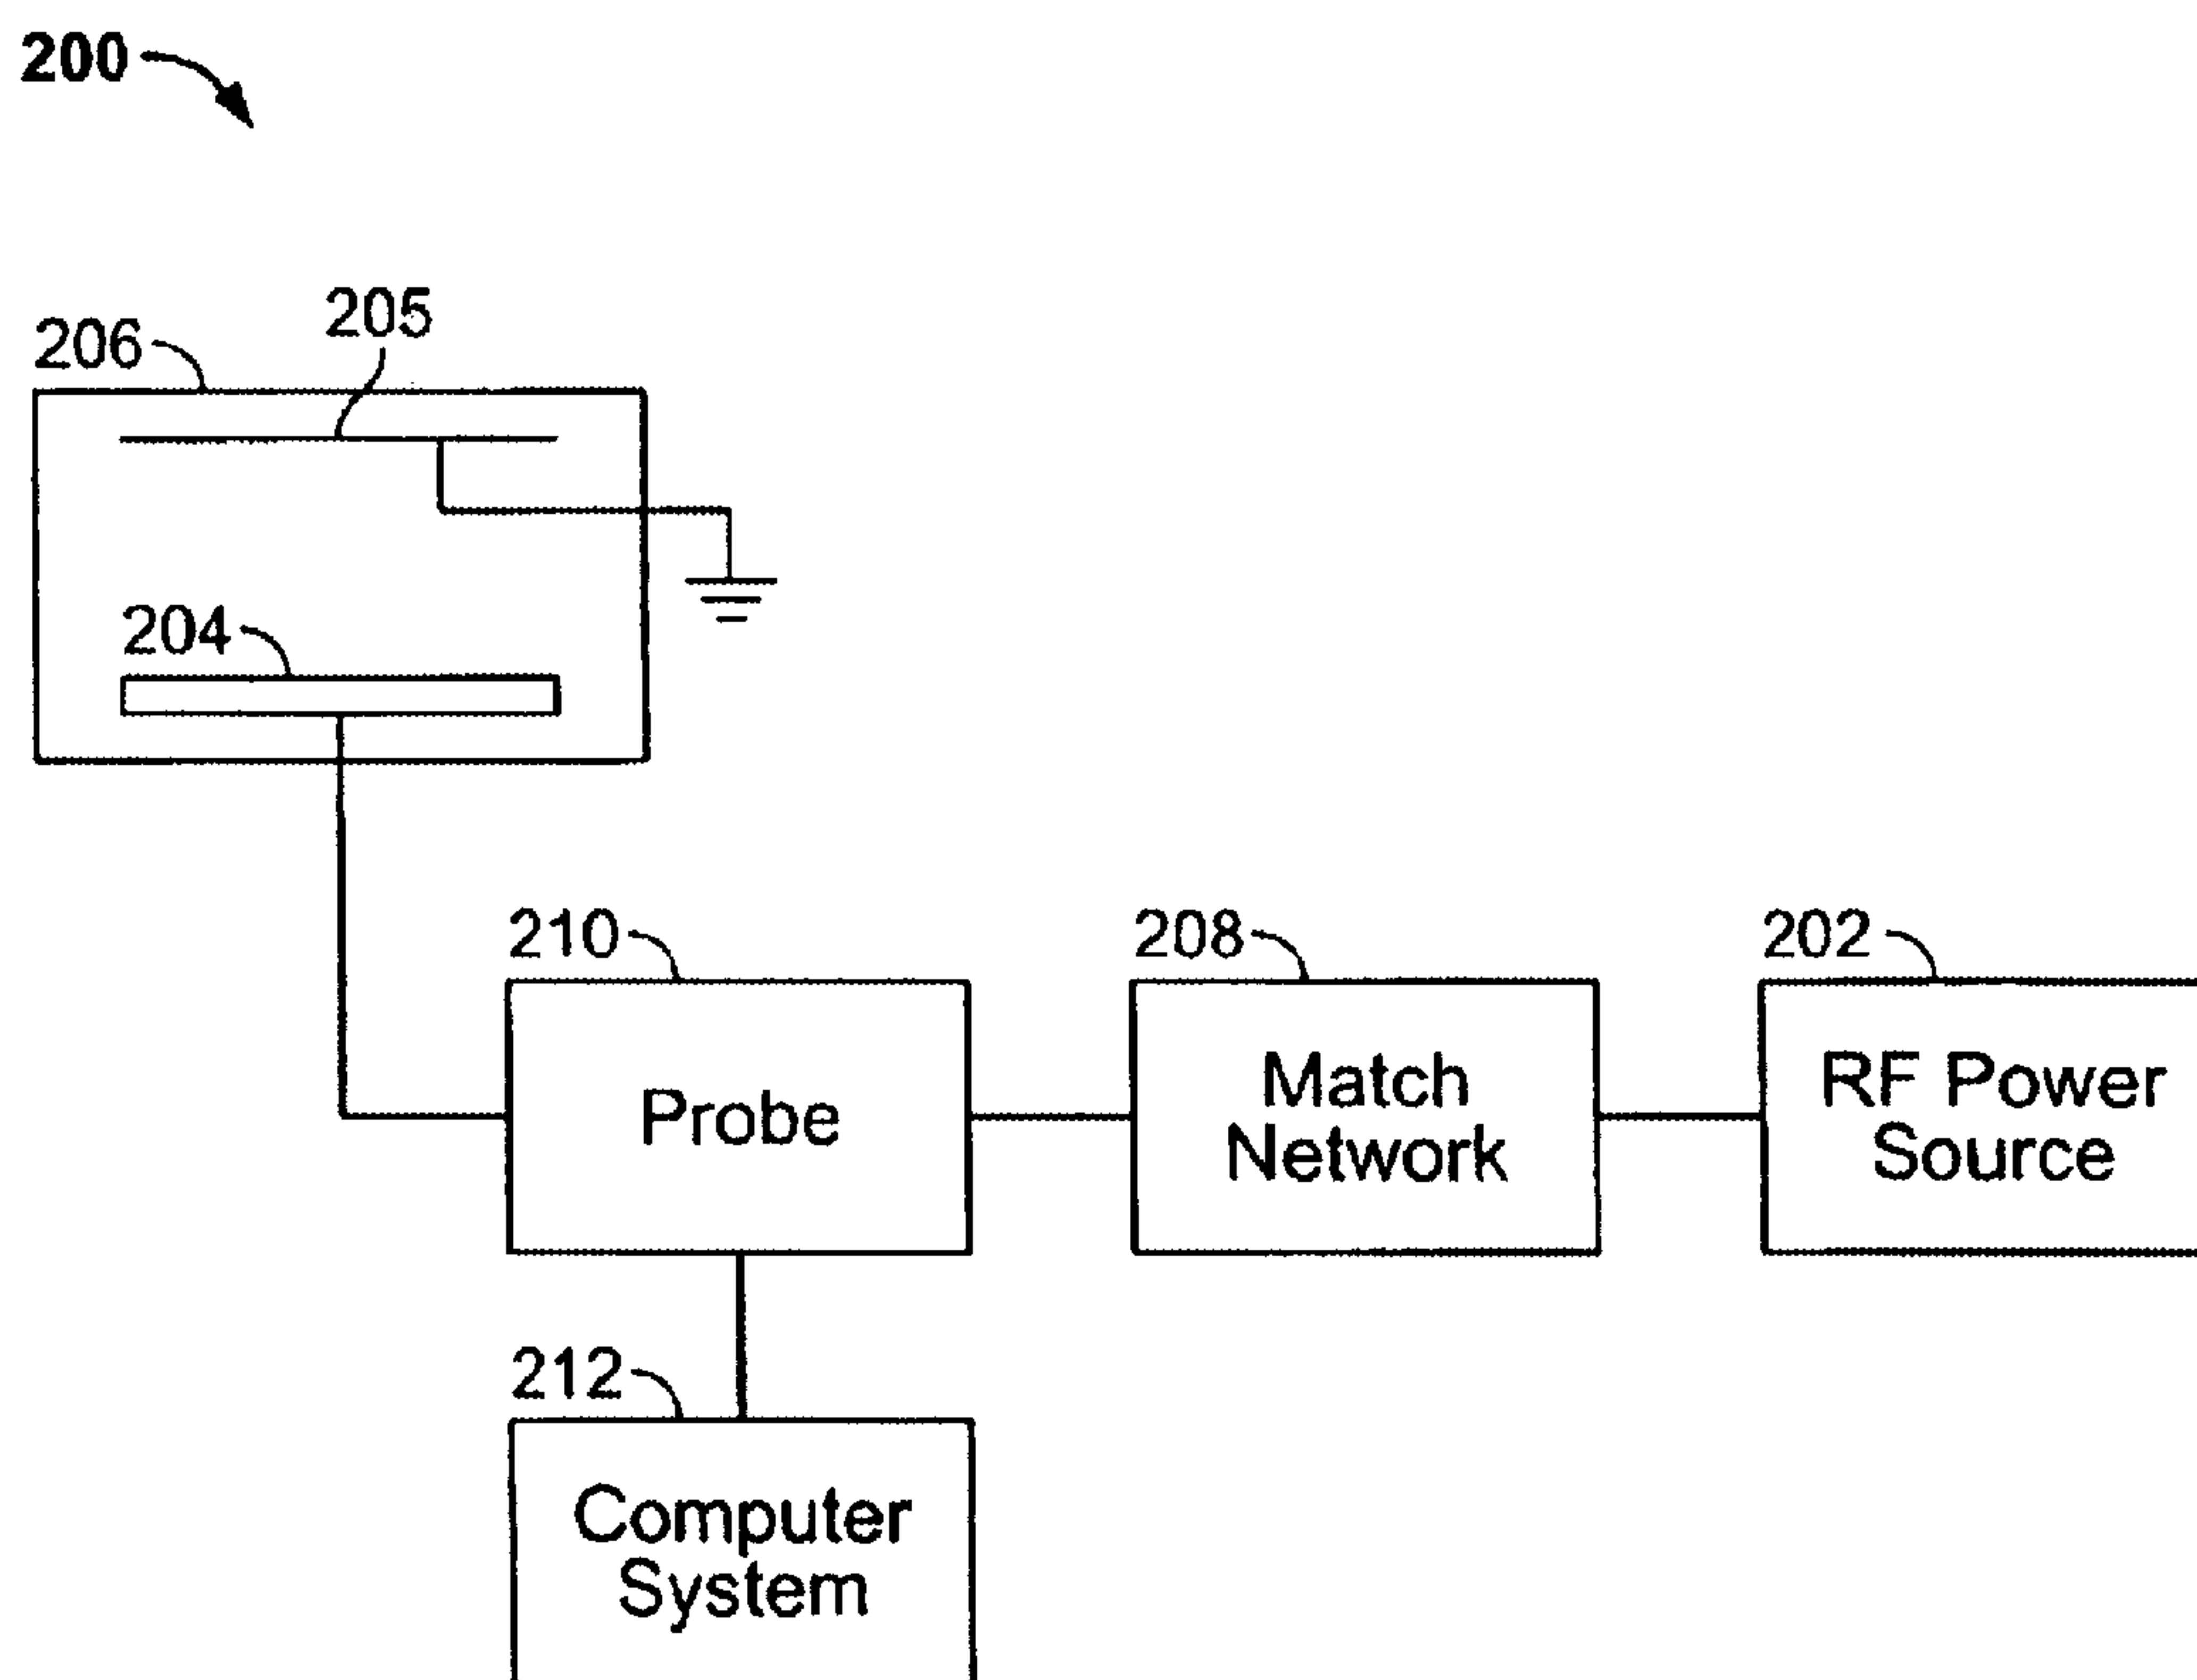 200
205
206
204
210
208
202
Probe
Match
Network
RF Power
Source
212
Computer
System